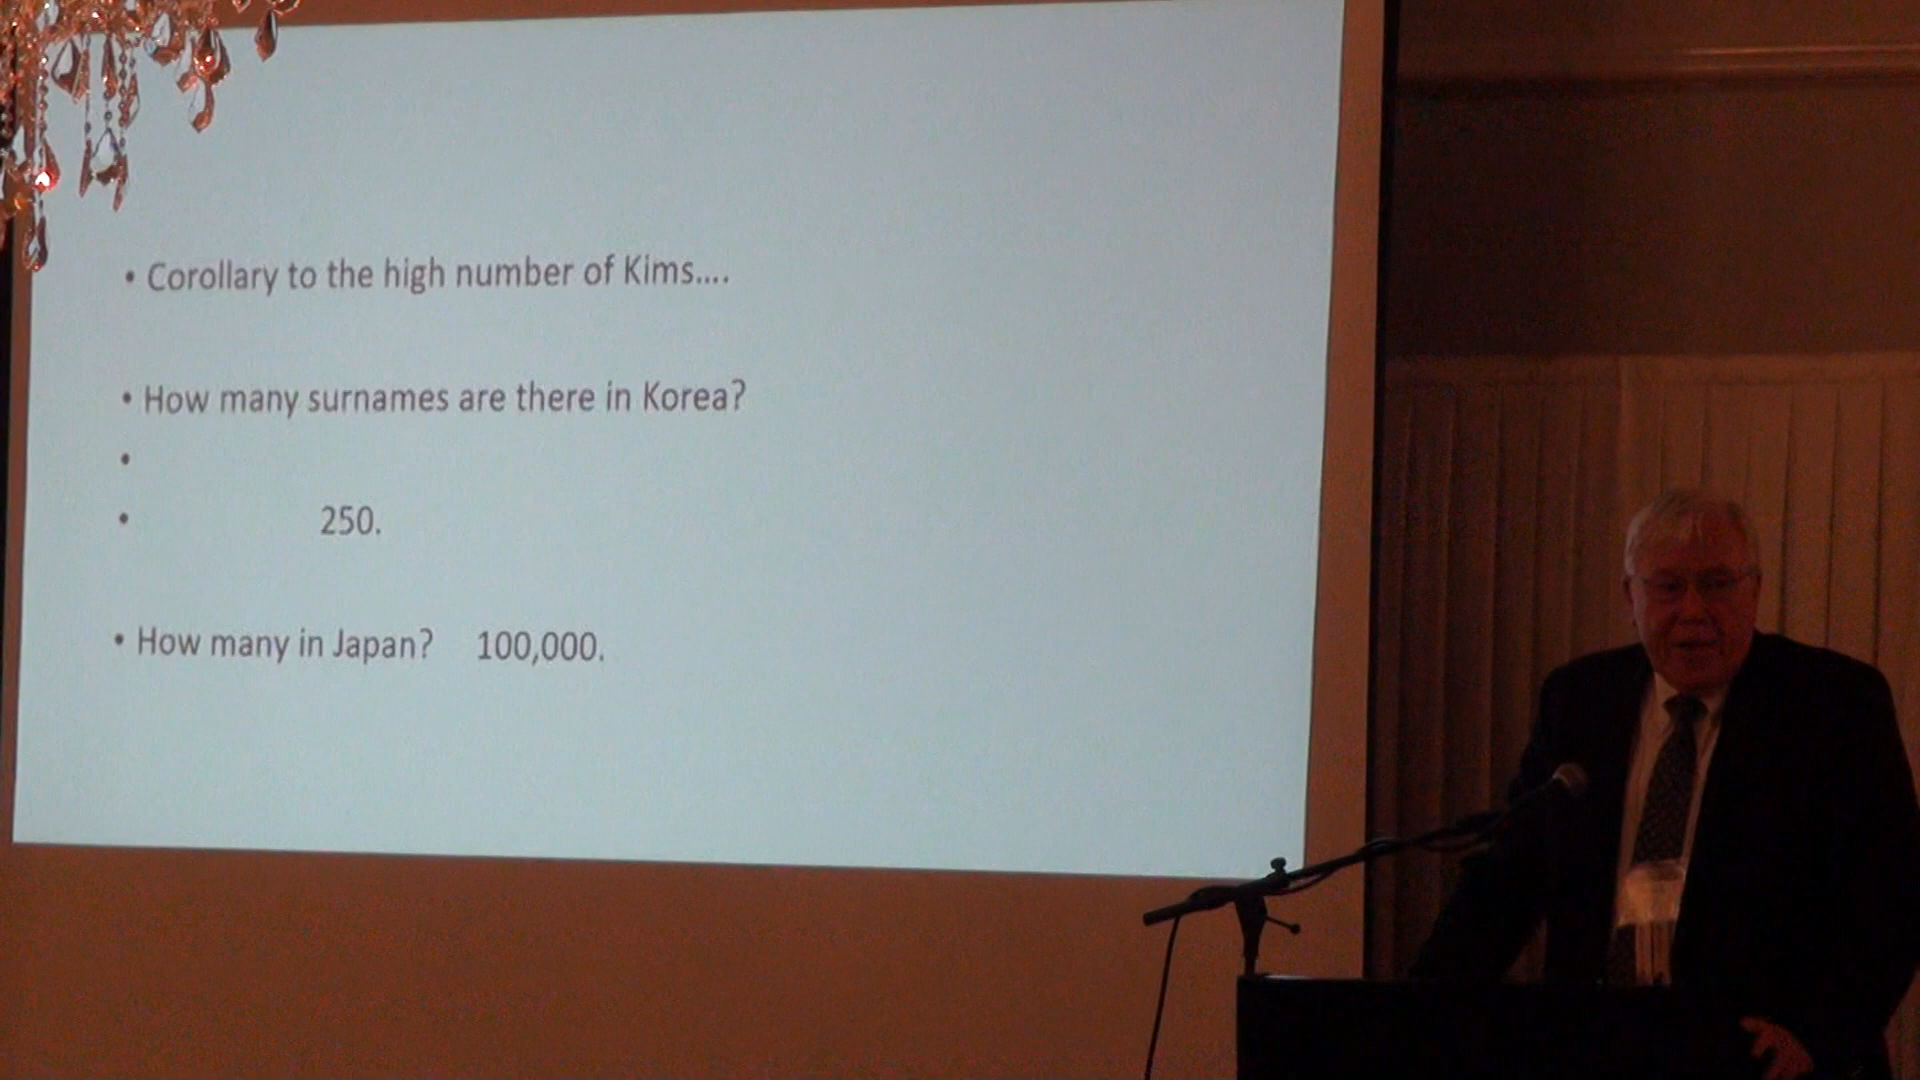 • Corollary to the high number of Kims....
• How many surnames are there in Korea?
•
• 250.
• How many in Japan? 100,000.